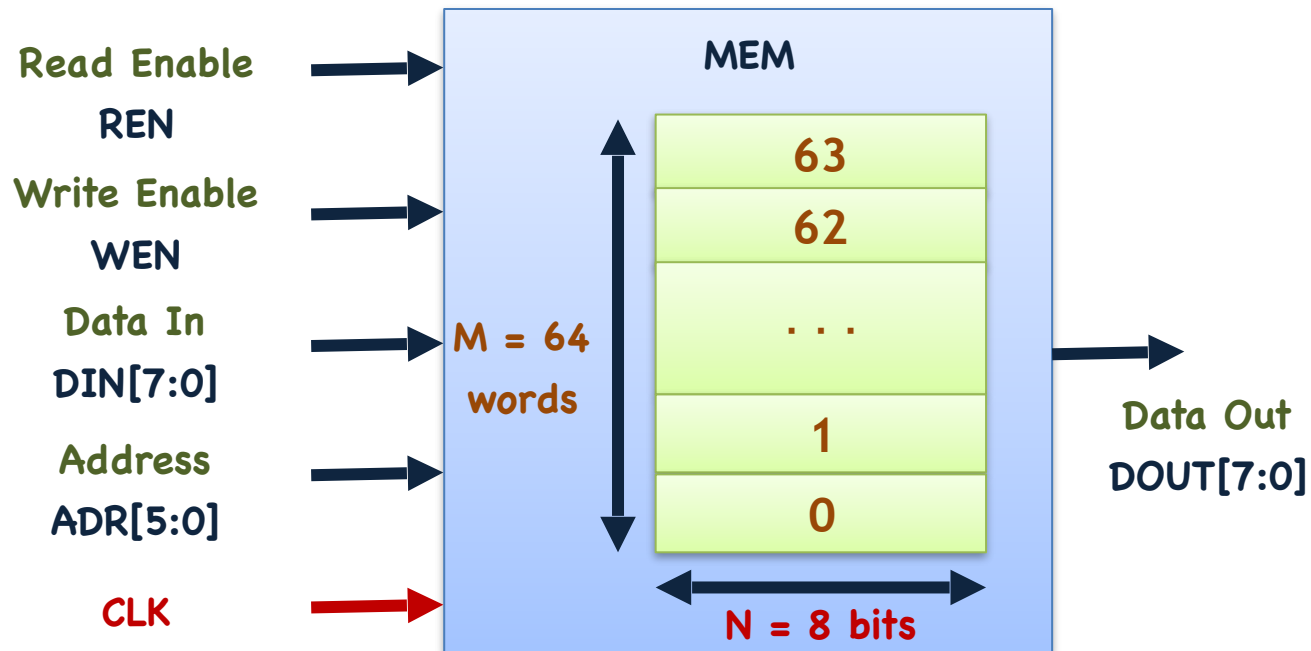 Read Enable
REN
Write Enable
WEN
Data In
DIN[7:0]
Address
ADR[5:0]
CLK
MEM
63
62
. . .
1
0
M = 64
words
N = 8 bits
Data Out
DOUT[7:0]